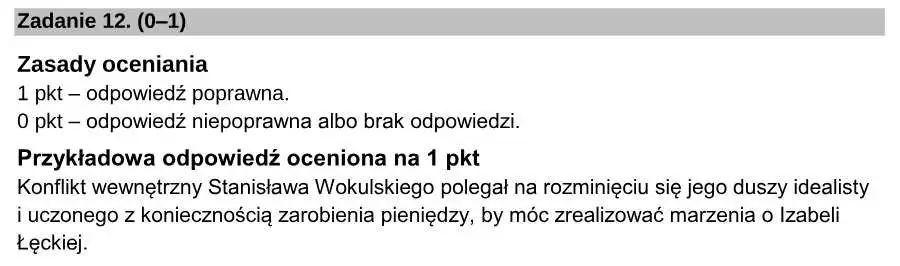 Zadanie 12. (0–1)
Zasady oceniania
1 pkt – odpowiedź poprawna.
0 pkt – odpowiedź niepoprawna albo brak odpowiedzi.
Przykładowa odpowiedź oceniona na 1 pkt
Konflikt wewnętrzny Stanisława Wokulskiego polegał na rozminięciu się jego duszy idealisty
i uczonego z koniecznością zarobienia pieniędzy, by móc zrealizować marzenia o Izabeli
Łęckiej.